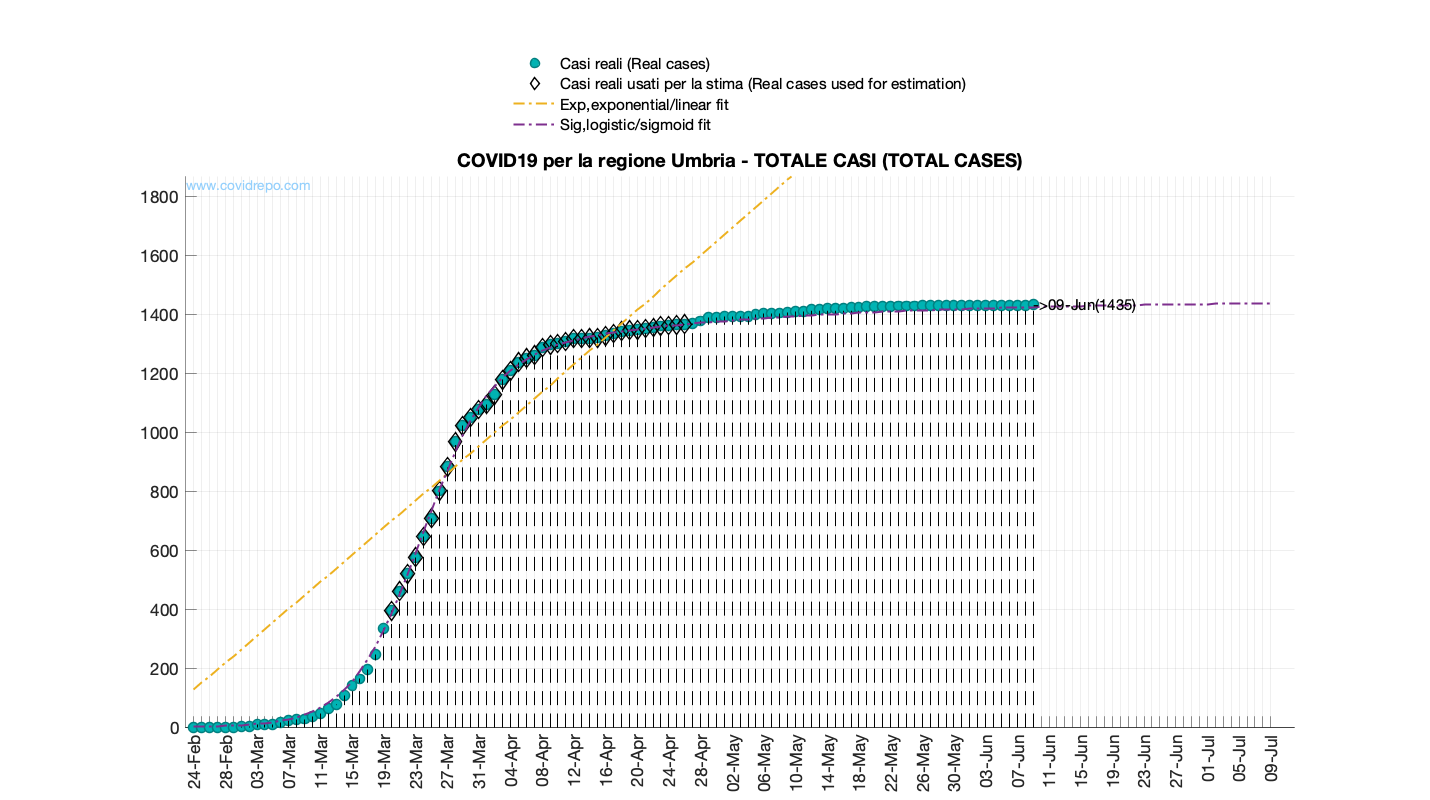 Casi reali (Real cases)
Casi reali usati per la stima (Real cases used for estimation)
Exp,exponential/linear fit
Sig,logistic/sigmoid fit
COVID19 per la regione Umbria - TOTALE CASI (TOTAL CASES)
www.covidrepo.com
1800
1600
1400
1200
1000
800
600
400
200
0
->09-Jun(1435)
24-Feb
28-Feb
03-Mar
07-Mar
11-Mar
15-Mar
19-Mar
23-Mar
27-Mar
31-Mar
04-Apr
08-Apr
12-Apr
16-Apr
20-Apr
24-Apr
28-Apr
02-May
06-May
10-May
14-May
18-May
22-May
26-May
30-May
03-Jun
07-Jun
11-Jun
15-Jun
19-Jun
23-Jun
27-Jun
01-Jul
05-Jul
09-Jul